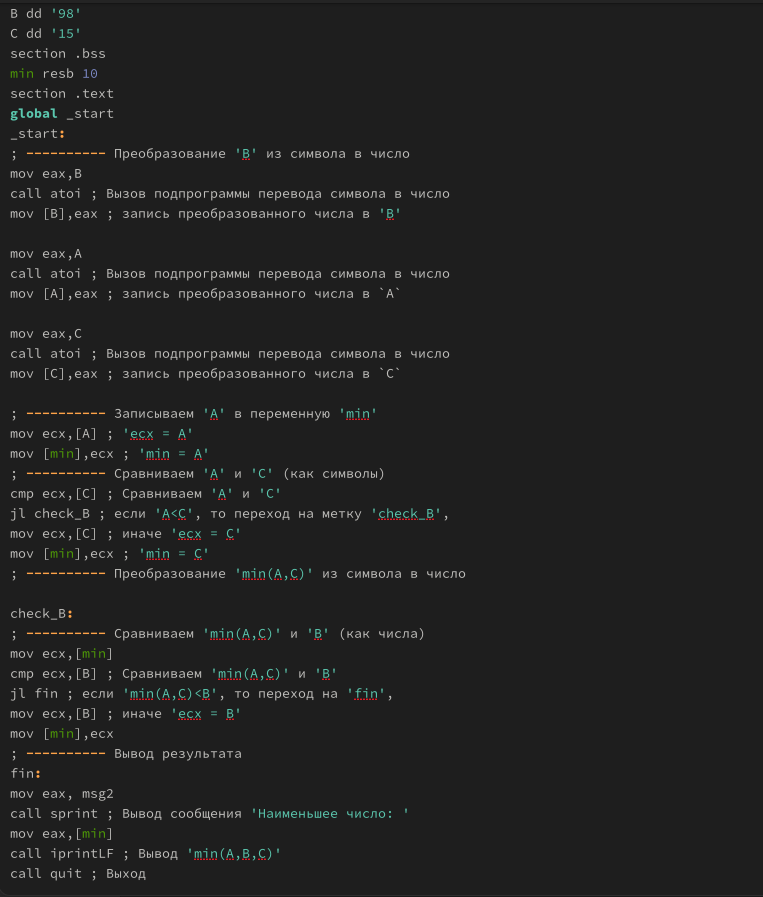 B dd '98'
C dd '15'
section .bss
min resb 10
section .text
global _start
_start:
; ---------- Преобразование 'B' из символа в число
mov eax,B
call atoi ; Вызов подпрограммы перевода символа в число
mov [B],eax ; запись преобразованного числа в 'B'
mov eax,A
call atoi ; Вызов подпрограммы перевода символа в число
mov [A],eax ; запись преобразованного числа в `A`
mov eax,C
call atoi ; Вызов подпрограммы перевода символа в число
mov [C],eax ; запись преобразованного числа в `C`
; ---------- Записываем 'A' в переменную 'min'
mov ecx,[A] ; 'ecx = A'
mov [min],ecx ; 'min = A'
; ---------- Сравниваем 'A' и 'C' (как символы)
cmp ecx,[C] ; Сравниваем 'A' и 'C'
jl check_B ; если 'A<C', то переход на метку 'check_B',
mov ecx,[C] ; иначе 'ecx = C'
mov [min],ecx ; 'min = C'
; ---------- Преобразование 'min(A,C)' из символа в число
check_B:
; ---------- Сравниваем 'min(A,C)' и 'B' (как числа)
mov ecx,[min]
cmp ecx,[B] ; Сравниваем 'min(A,C)' и 'B'
jl fin ; если 'min(A,C)<B', то переход на 'fin',
mov ecx,[B] ; иначе 'ecx = B'
mov [min],ecx
; ---------- Вывод результата
fin:
mov eax, msg2
call sprint ; Вывод сообщения 'Наименьшее число: '
mov eax,[min]
call iprintLF ; Вывод 'min(A,B,C)'
call quit ; Выход